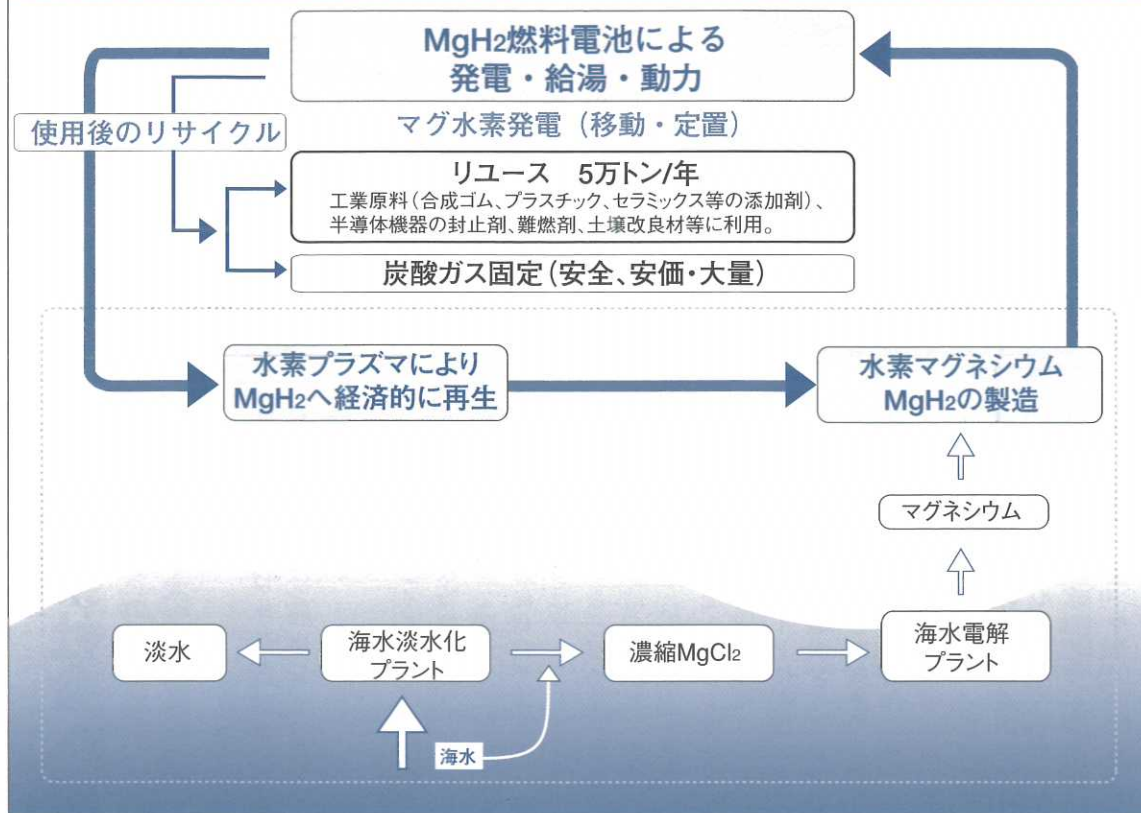 MgH2燃料電池による
発電・給湯・動力
使用後のリサイクル
マグ水素発電（移動・定置）
リユース　5万トン/年
工業原料（合成ゴム、プラスチック、セラミックス等の添加剤）、
半導体機器の封止剤、難燃剤、土壌改良材等に利用。
炭酸ガス固定（安全、安価・大量）
水素プラズマにより
MgH2へ経済的に再生
水素マグネシウム
MgH2の製造
マグネシウム
淡水
海水淡水化
プラント
濃縮MgCl2
海水電解
プラント
海水